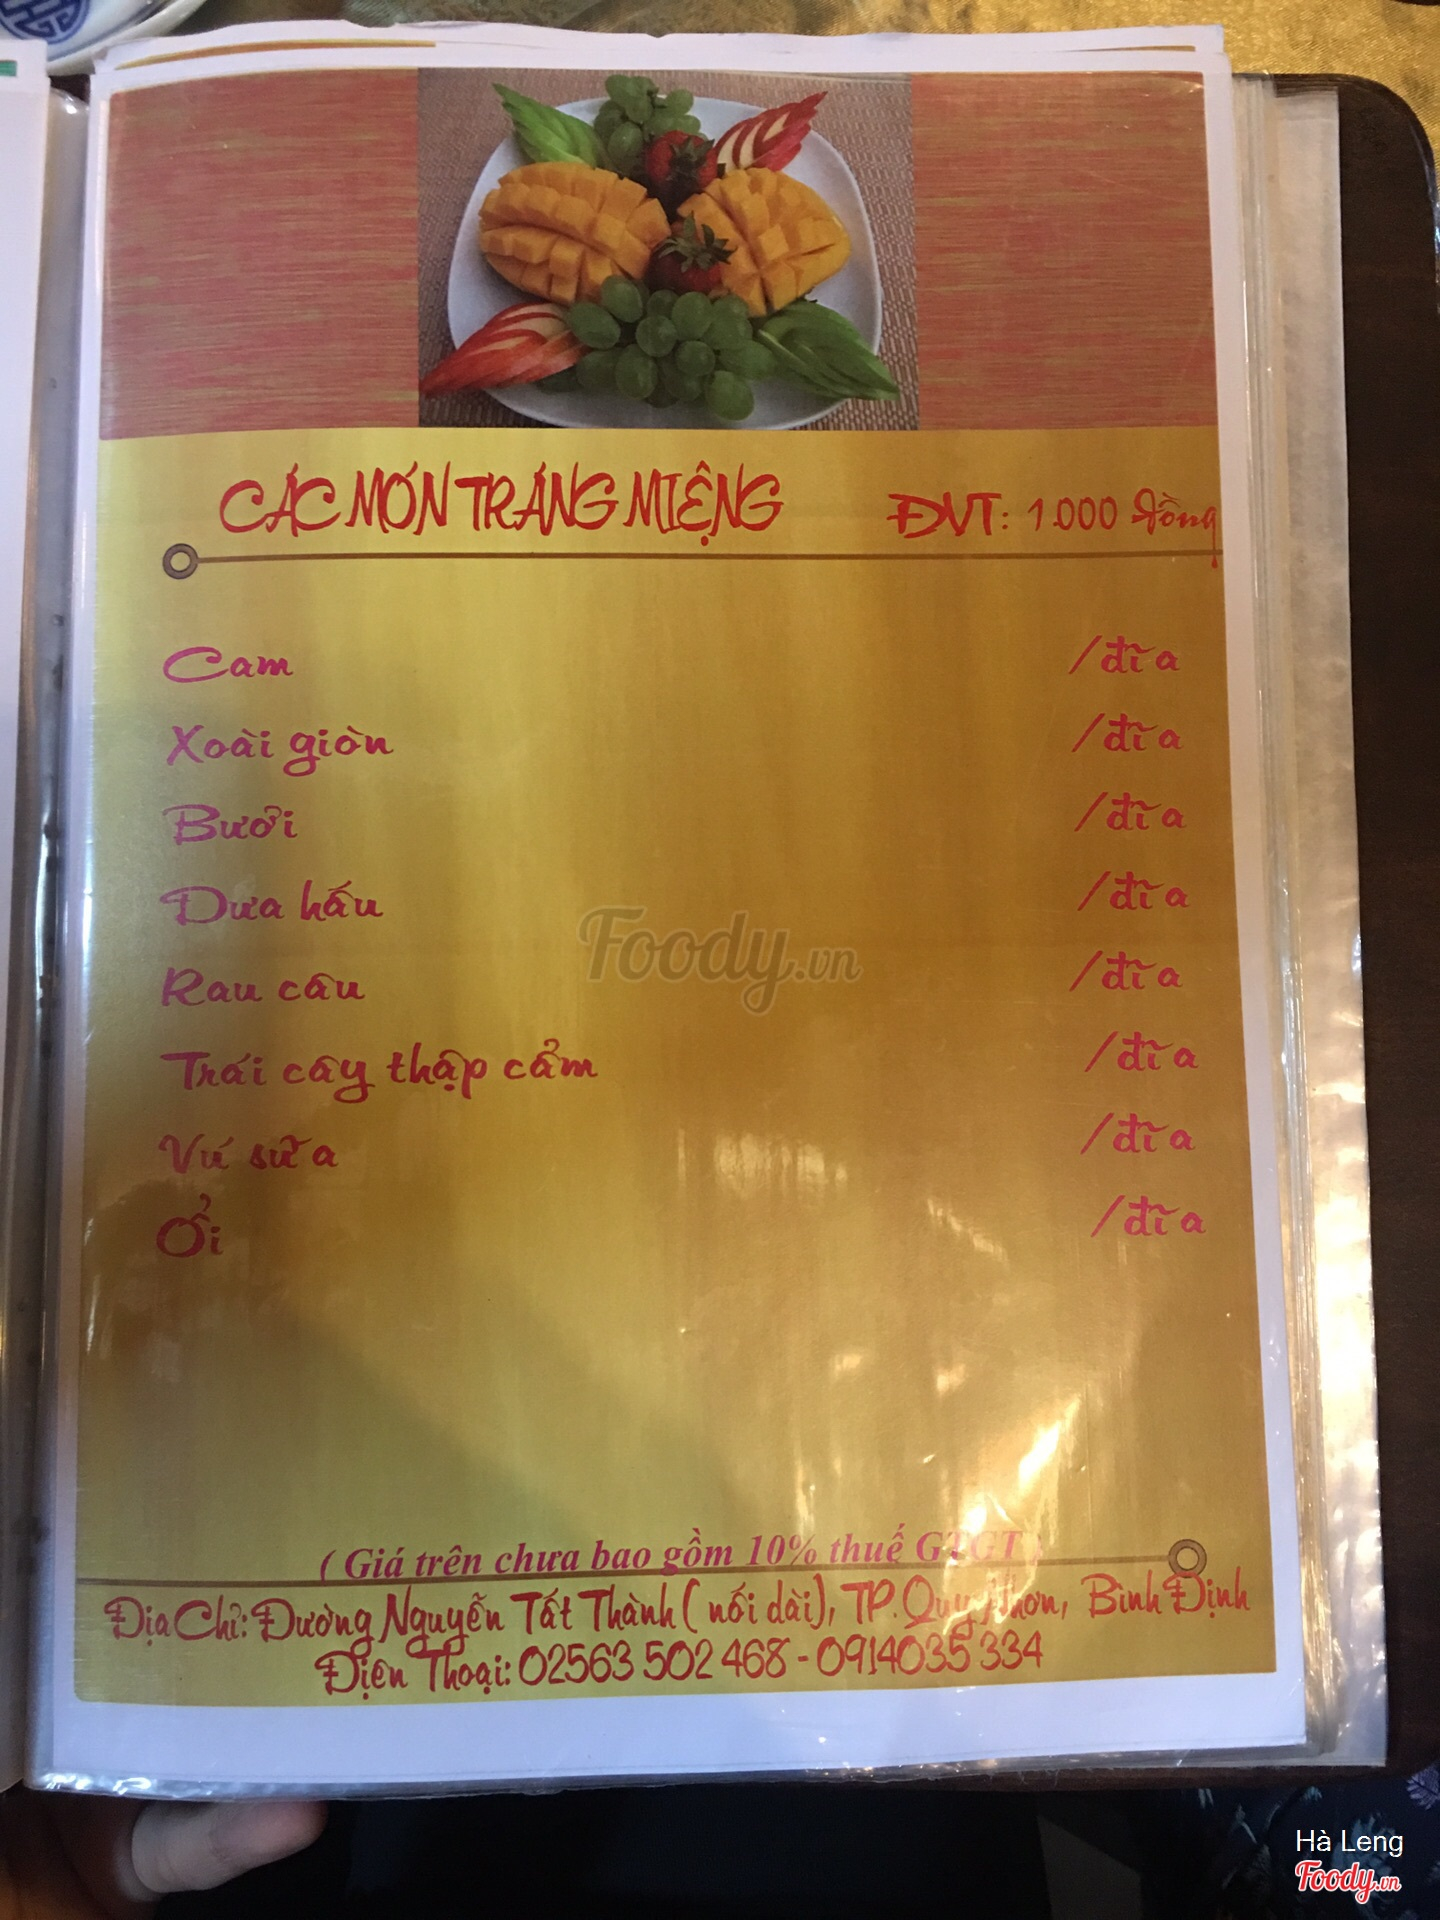 CÁC MÓN TRÁNG MIỆNG ĐVT: 1.000 đồng
Cam /đĩa
Xoài giòn /đĩa
Bưởi /đĩa
Dưa hấu /đĩa
Foody.vn
Rau câu /đĩa
Trái cây thập cẩm /đĩa
Vú sữa /đĩa
Ổi /đĩa
( Giá trên chưa bao gồm 10% thuế GTGT )
Địa Chỉ: Đường Nguyễn Tất Thành ( nối dài), TP. Quy Nhơn, Bình Định
Điện Thoại: 02563 502 468 - 0914035 334
Hà Leng
Foody.vn